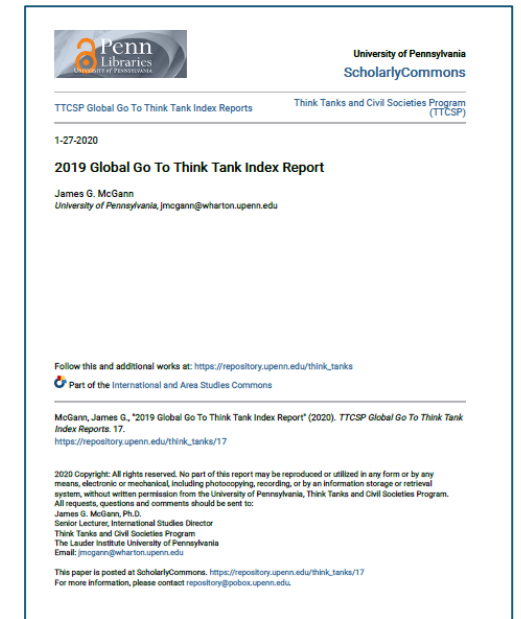 Penn
Libraries
UNIVERSITY OF PENNSYLVANIA
University of Pennsylvania
ScholarlyCommons
TTCSP Global Go To Think Tank Index Reports
Think Tanks and Civil Societies Program
(TTCSP)
1-27-2020
2019 Global Go To Think Tank Index Report
James G. McGann
University of Pennsylvania, jmcgann@wharton.upenn.edu
Follow this and additional works at: https://repository.upenn.edu/think_tanks
Part of the International and Area Studies Commons
McGann, James G., "2019 Global Go To Think Tank Index Report" (2020). TTCSP Global Go To Think Tank
Index Reports. 17.
https://repository.upenn.edu/think_tanks/17
2020 Copyright: All rights reserved. No part of this report may be reproduced or utilized in any form or by any
means, electronic or mechanical, including photocopying, recording, or by an information storage or retrieval
system, without written permission from the University of Pennsylvania, Think Tanks and Civil Societies Program.
All requests, questions and comments should be sent to:
James G. McGann, Ph.D.
Senior Lecturer, International Studies Director
Think Tanks and Civil Societies Program
The Lauder Institute University of Pennsylvania
Email: jmcgann@wharton.upenn.edu
This paper is posted at ScholarlyCommons. https://repository.upenn.edu/think_tanks/17
For more information, please contact repository@pobox.upenn.edu.